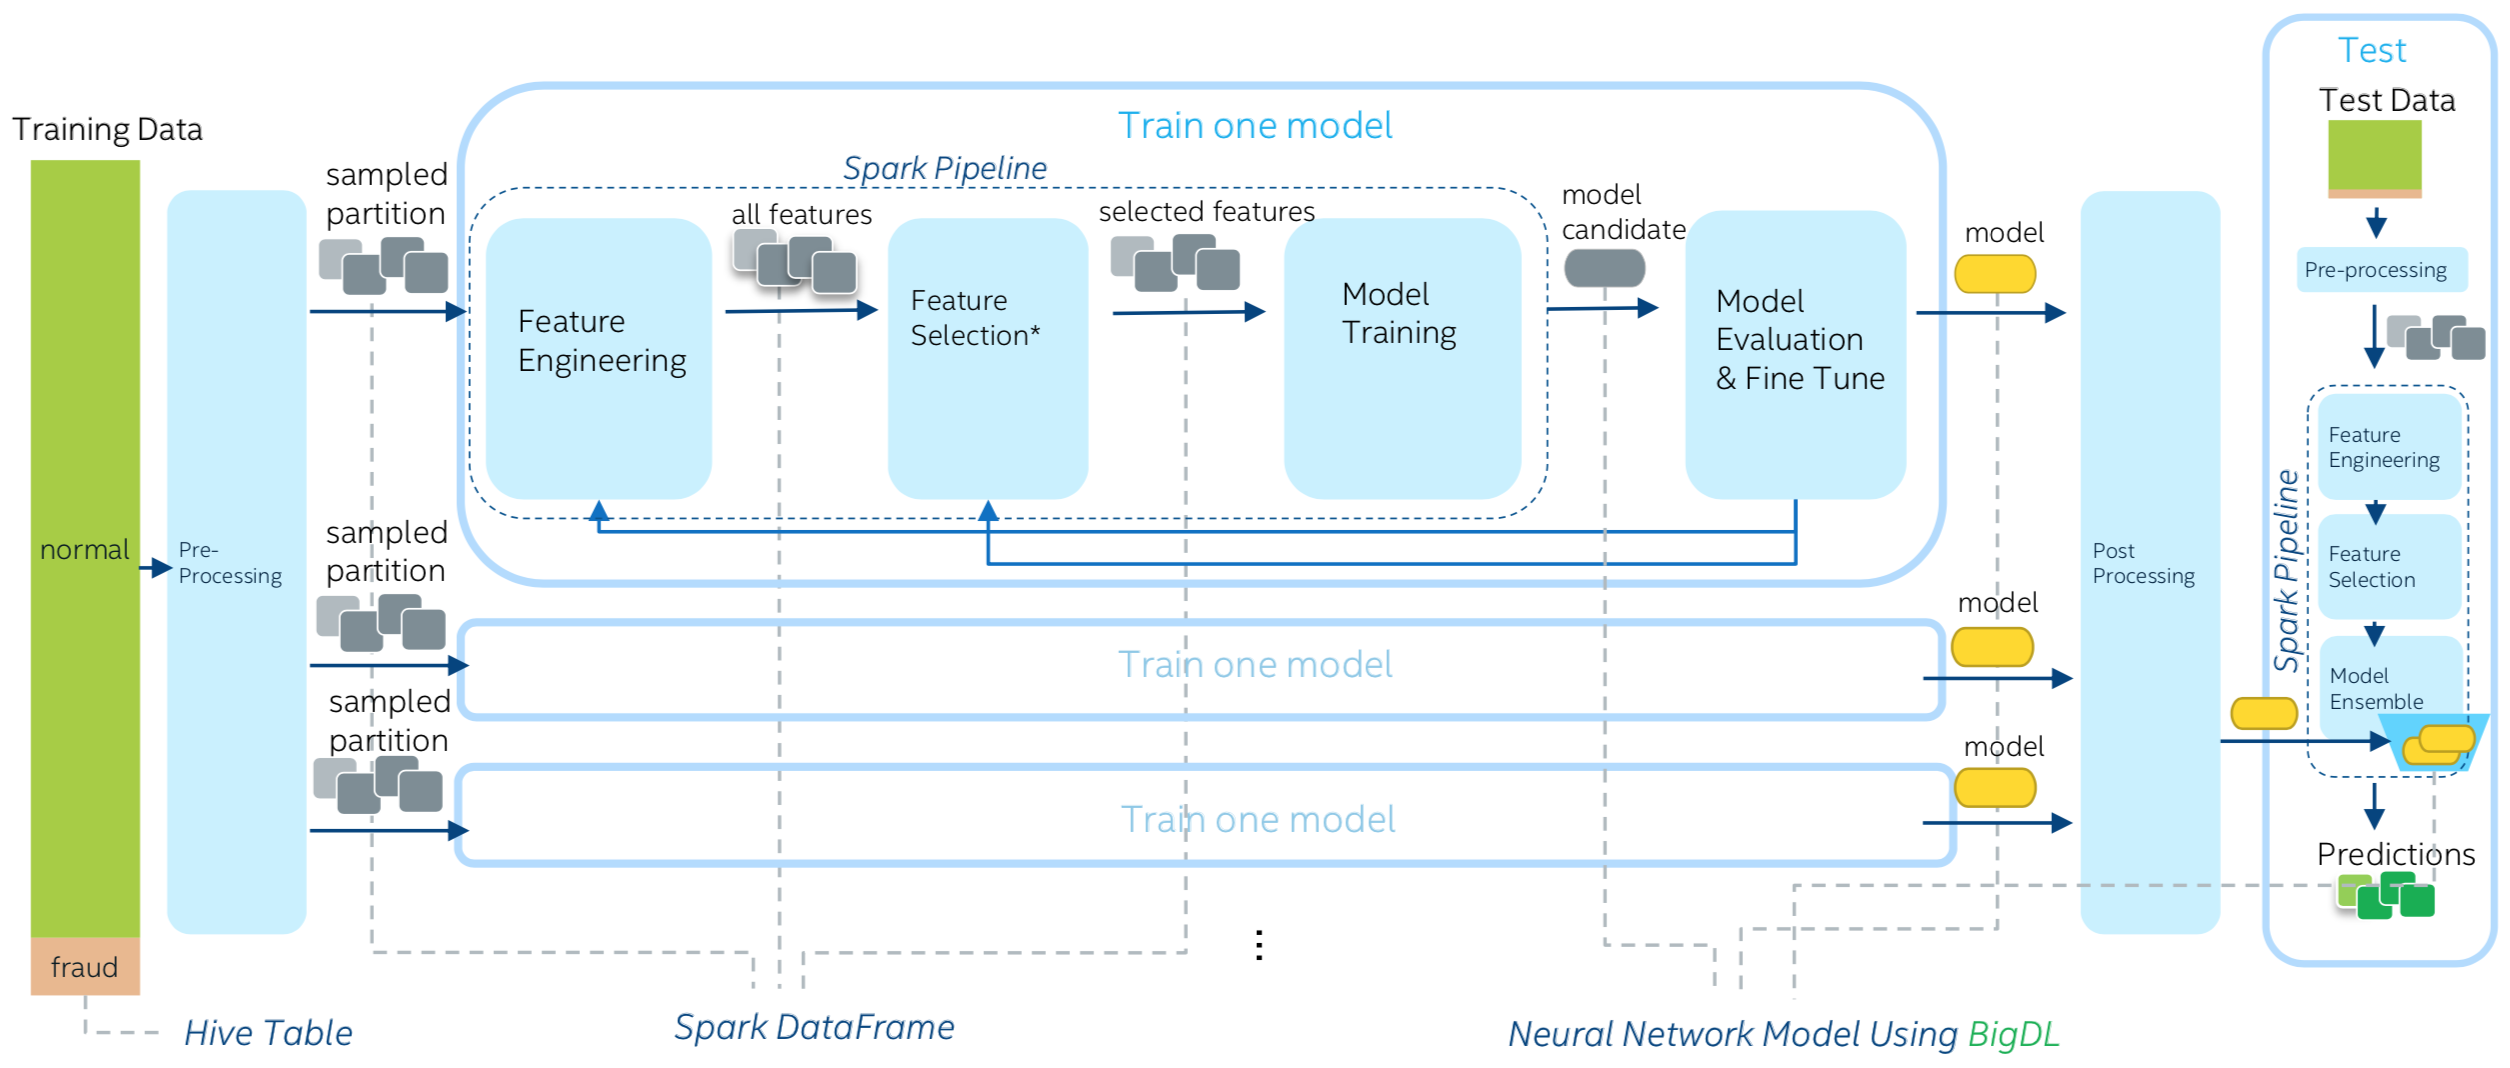 Training Data
normal
fraud
Hive Table
Pre-
Processing
sampled
partition
sampled
partition
sampled
partition
Train one model
Spark Pipeline
Feature
Engineering
all features
Feature
Selection*
selected features
Model
Training
model
candidate
Model
Evaluation
& Fine Tune
model
Train one model
model
Train one model
model
⋮
Spark DataFrame
Neural Network Model Using BigDL
Post
Processing
Test
Test Data
Pre-processing
Spark Pipeline
Feature
Engineering
Feature
Selection
Model
Ensemble
Predictions